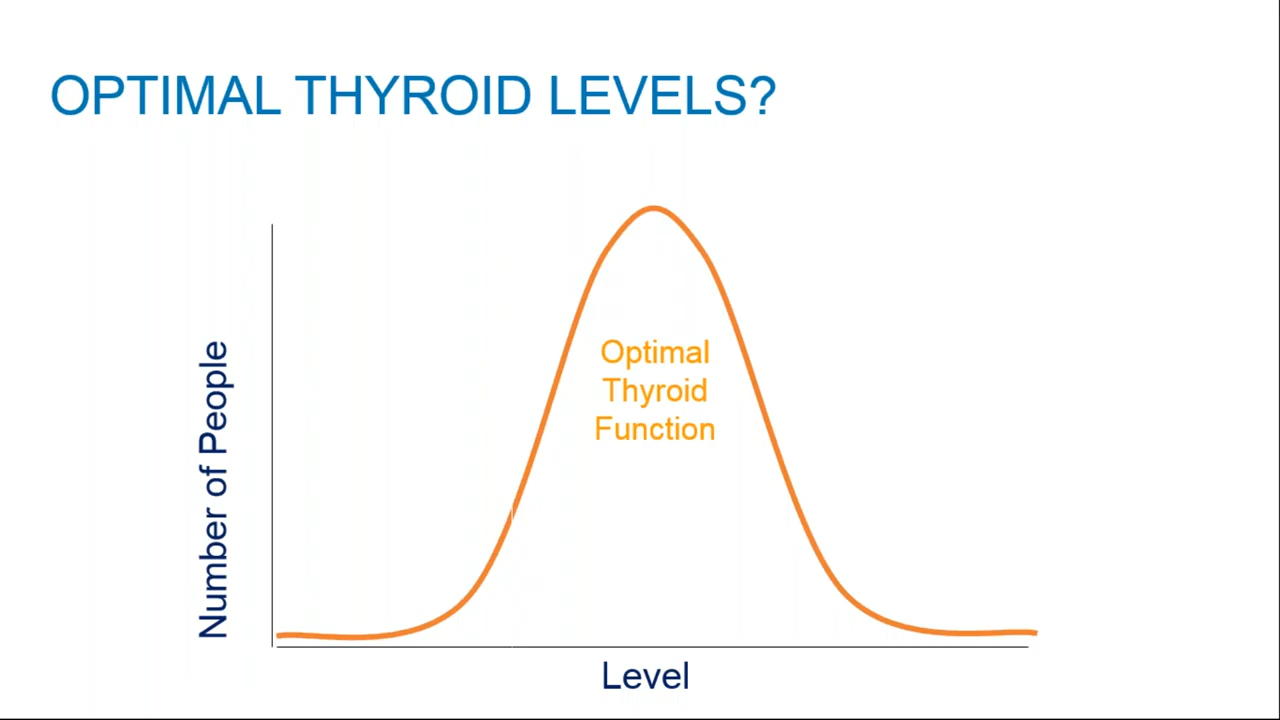 OPTIMAL THYROID LEVELS?
Number of People
Optimal
Thyroid
Function
Level